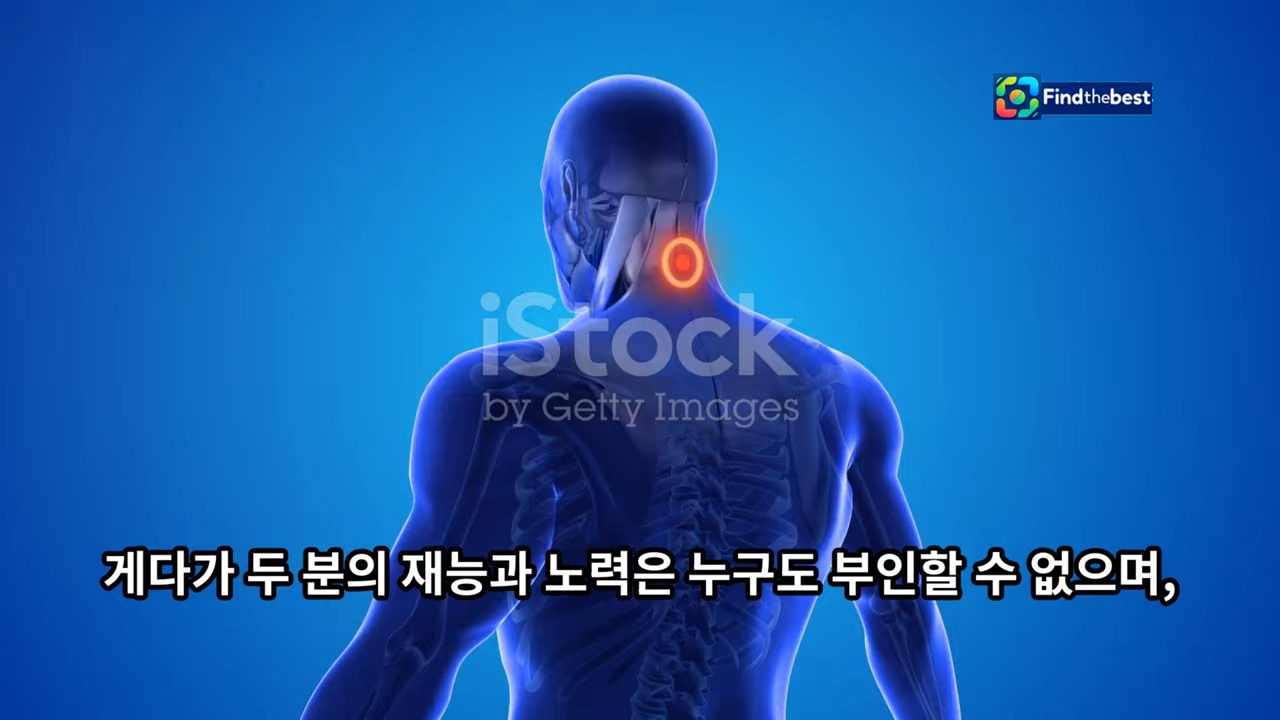 Findthebest
iStock
by Getty Images
게다가 두 분의 재능과 노력은 누구도 부인할 수 없으며,